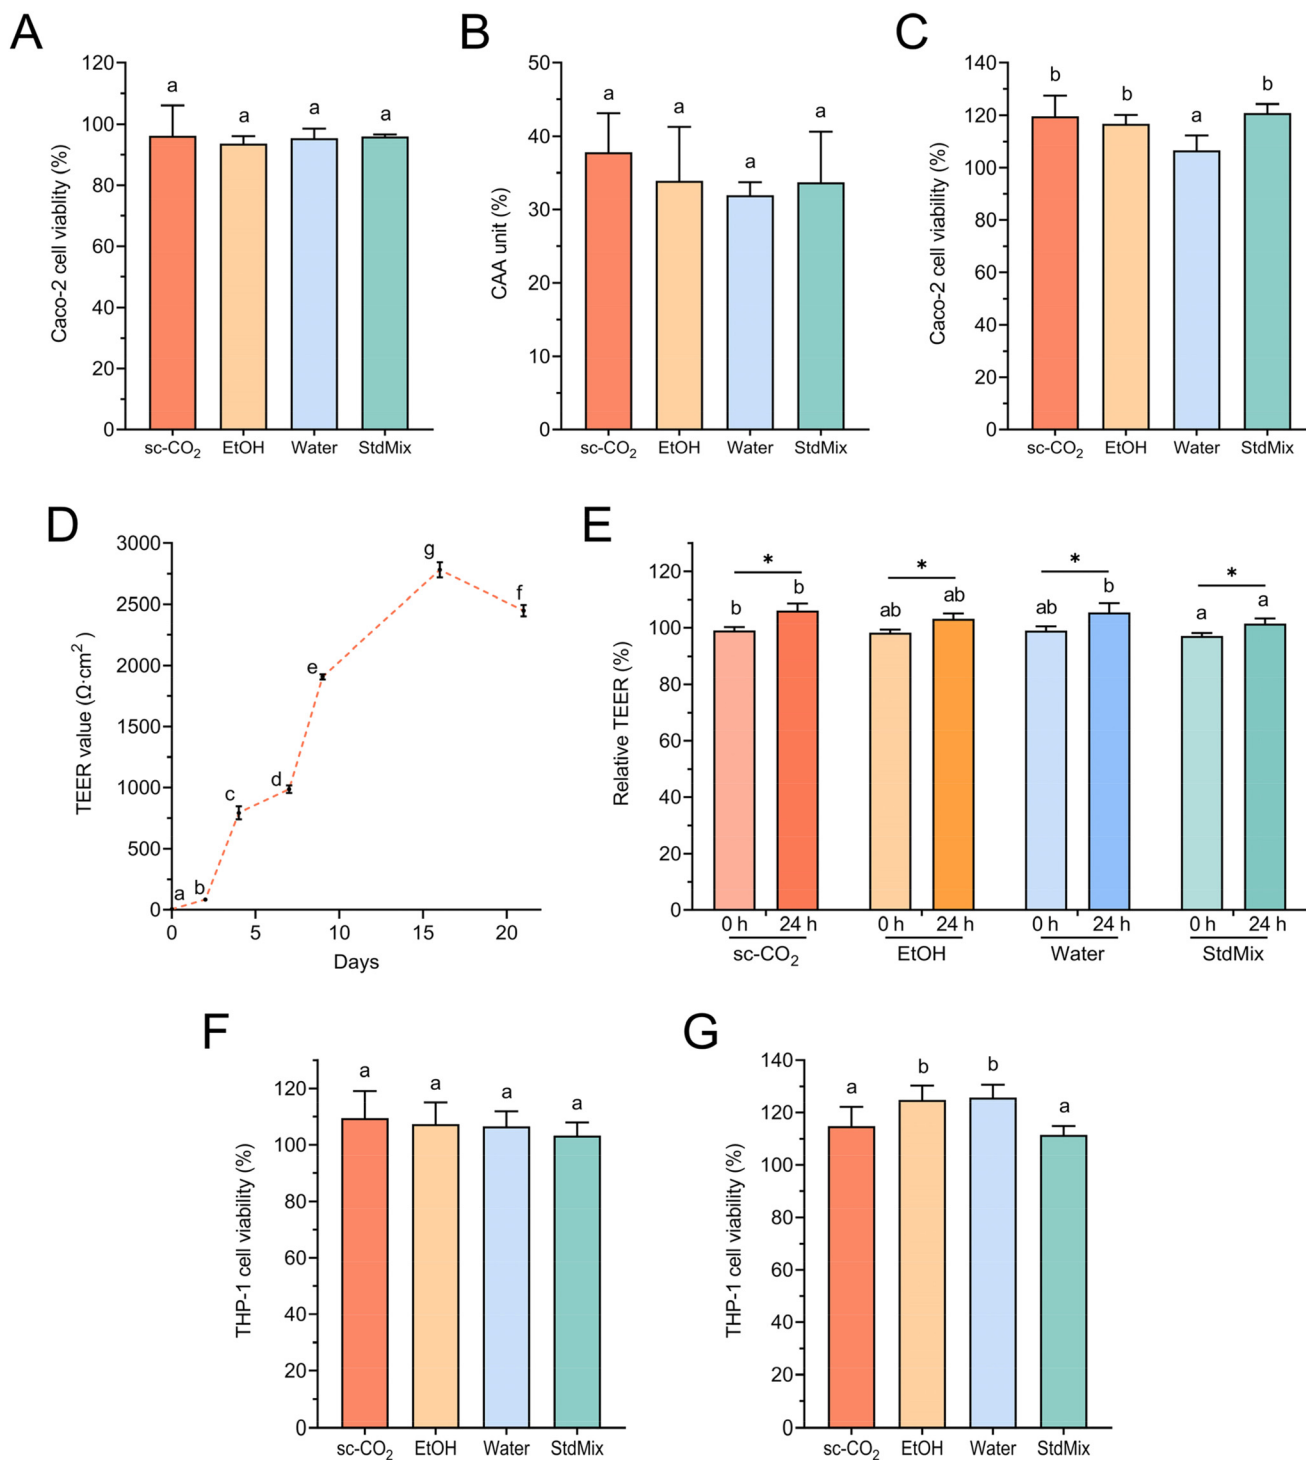 A
B
C
Caco-2 cell viablity (%)
120
100
80
60
40
20
0
a
a
a
a
sc-CO₂
EtOH
Water
StdMix
CAA unit (%)
50
40
30
20
10
0
a
a
a
a
sc-CO₂
EtOH
Water
StdMix
Caco-2 cell viability (%)
140
120
100
80
60
40
20
0
b
b
a
b
sc-CO₂
EtOH
Water
StdMix
D
E
TEER value (Ω·cm²)
3000
2500
2000
1500
1000
500
0
a
b
c
d
e
g
f
0
5
10
15
20
Days
Relative TEER (%)
120
100
80
60
40
20
0
*
*
*
*
b
b
ab
ab
ab
b
a
a
0 h
24 h
0 h
24 h
0 h
24 h
0 h
24 h
sc-CO₂
EtOH
Water
StdMix
F
G
THP-1 cell viability (%)
120
100
80
60
40
20
0
a
a
a
a
sc-CO₂
EtOH
Water
StdMix
THP-1 cell viability (%)
140
120
100
80
60
40
20
0
a
b
b
a
sc-CO₂
EtOH
Water
StdMix